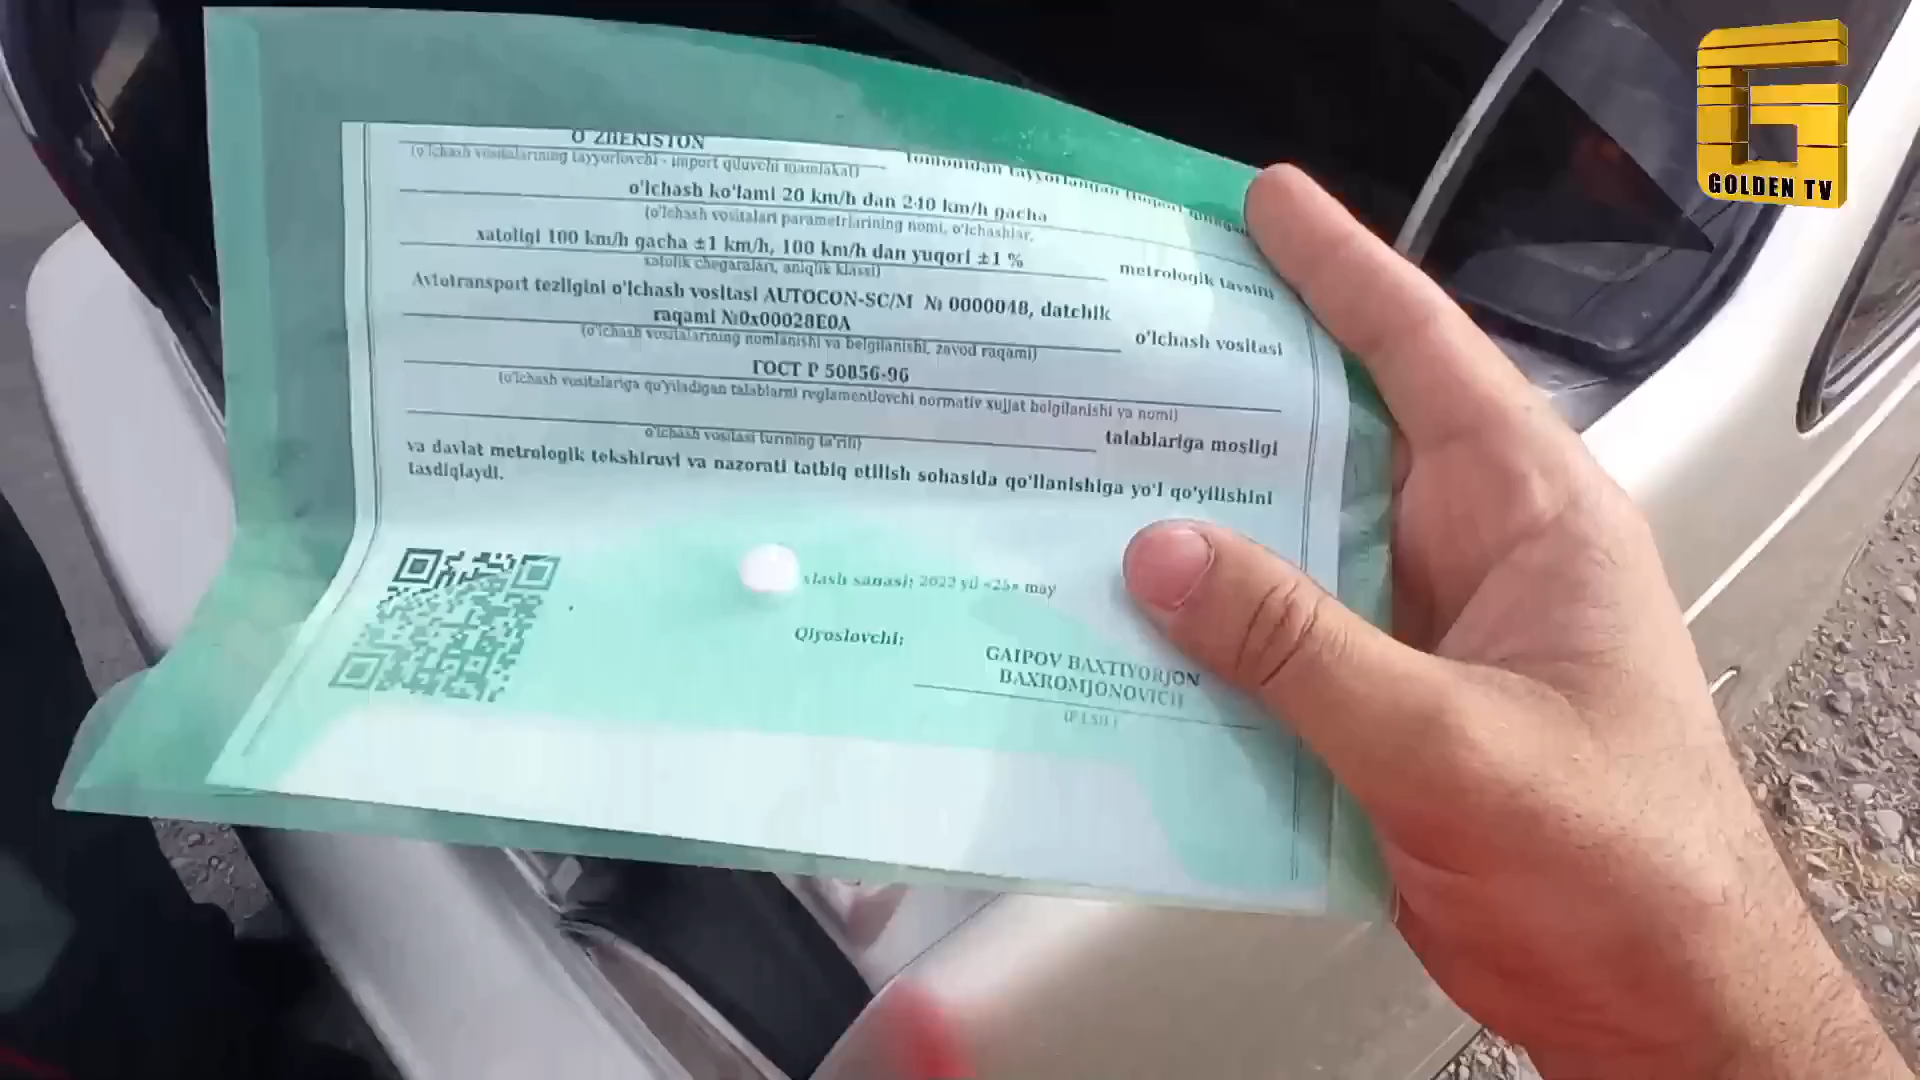 O'ZBEKISTON
(o'lchash vositalarining tayyorlovchi - import qiluvchi mamlakat)
tomonidan tayyorlangan (import qilingan
o'lchash ko'lami 20 km/h dan 240 km/h gacha
(o'lchash vositalari parametrlarining nomi, o'lchashlar,
xatoligi 100 km/h gacha ±1 km/h, 100 km/h dan yuqori ±1 %
xatolik chegaralari, aniqlik klassi)
metrologik tavsifi
Avtotransport tezligini o'lchash vositasi AUTOCON-SC/M № 0000048, datchik
raqami №0x00028E0A
o'lchash vositasi
(o'lchash vositalarining nomlanishi va belgilanishi, zavod raqami)
ГОСТ Р 50856-96
(o'lchash vositalariga qo'yiladigan talablarni reglamentlovchi normativ xujjat belgilanishi va nomi)
talablariga mosligi
o'lchash vositasi turining ta'rifi)
va davlat metrologik tekshiruvi va nazorati tatbiq etilish sohasida qo'llanishiga yo'l qo'yilishini
tasdiqlaydi.
slash sanasi: 2022 yil «25» may
Qiyoslovchi:
GAIPOV BAXTIYORJON
BAXROMJONOVICH
(F.I.SH.)
GOLDEN TV